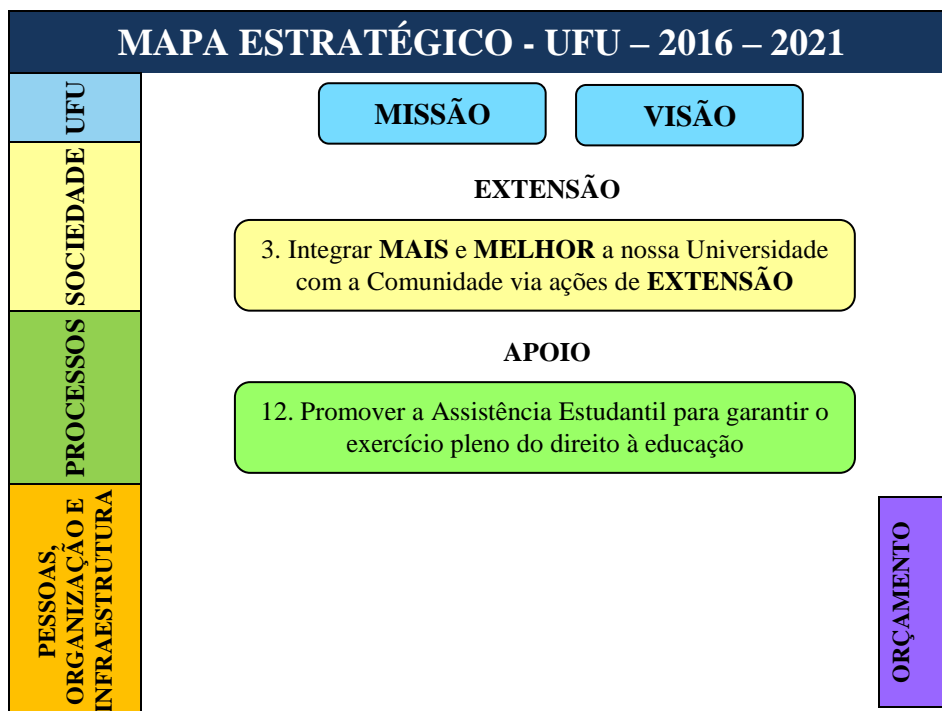 MAPA ESTRATÉGICO - UFU – 2016 – 2021
UFU
MISSÃO
VISÃO
SOCIEDADE
EXTENSÃO
3. Integrar MAIS e MELHOR a nossa Universidade
com a Comunidade via ações de EXTENSÃO
PROCESSOS
APOIO
12. Promover a Assistência Estudantil para garantir o
exercício pleno do direito à educação
PESSOAS,
ORGANIZAÇÃO E
INFRAESTRUTURA
ORÇAMENTO